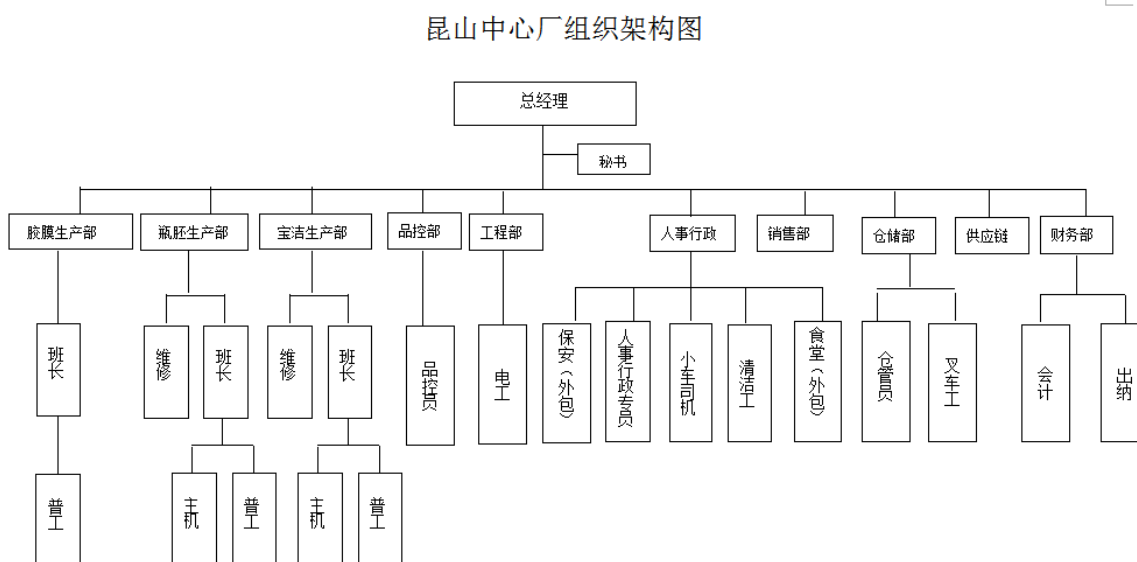 昆山中心厂组织架构图
总经理
秘书
胶膜生产部
瓶胚生产部
宝洁生产部
品控部
工程部
人事行政
销售部
仓储部
供应链
财务部
班长
维修
班长
维修
班长
品控员
电工
保安（外包）
人事行政专员
小车司机
清洁工
食堂（外包）
仓管员
叉车工
会计
出纳
普工
主机
普工
主机
普工